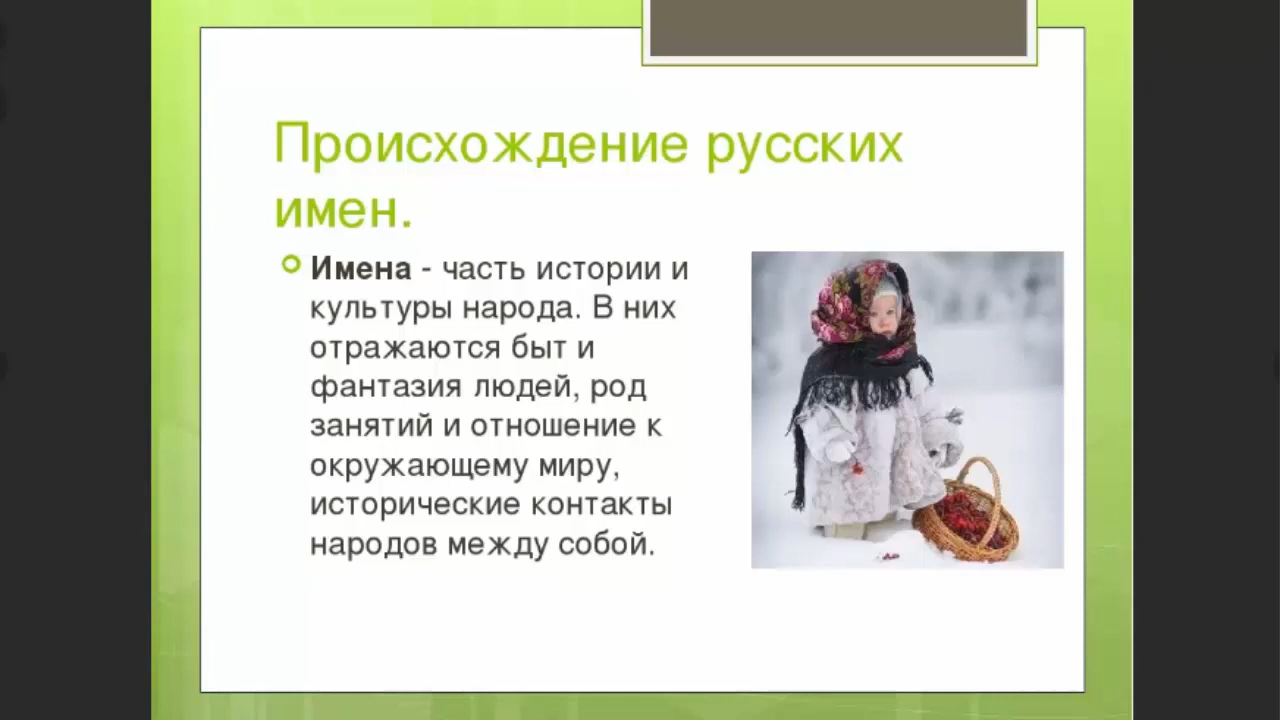 Происхождение русских
имен.
Имена - часть истории и
культуры народа. В них
отражаются быт и
фантазия людей, род
занятий и отношение к
окружающему миру,
исторические контакты
народов между собой.